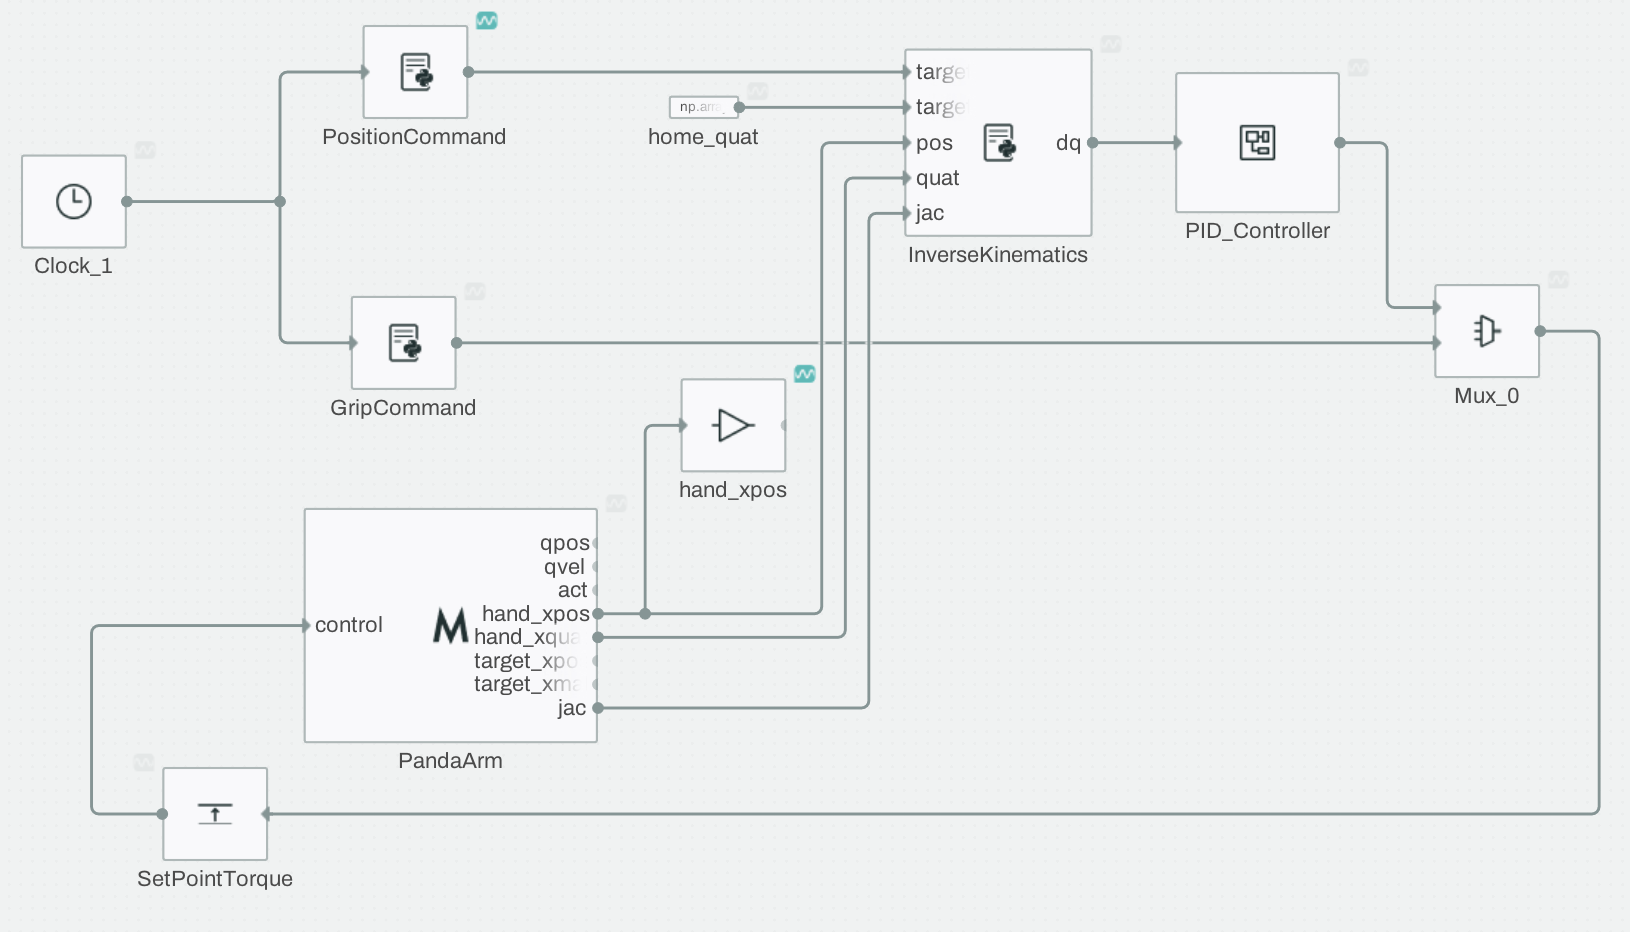 PositionCommand
np.arr
home_quat
targe
targe
pos
quat
jac
dq
InverseKinematics
PID_Controller
Clock_1
GripCommand
Mux_0
hand_xpos
qpos
qvel
act
hand_xpos
hand_xqua
target_xpo
target_xma
jac
control
PandaArm
SetPointTorque